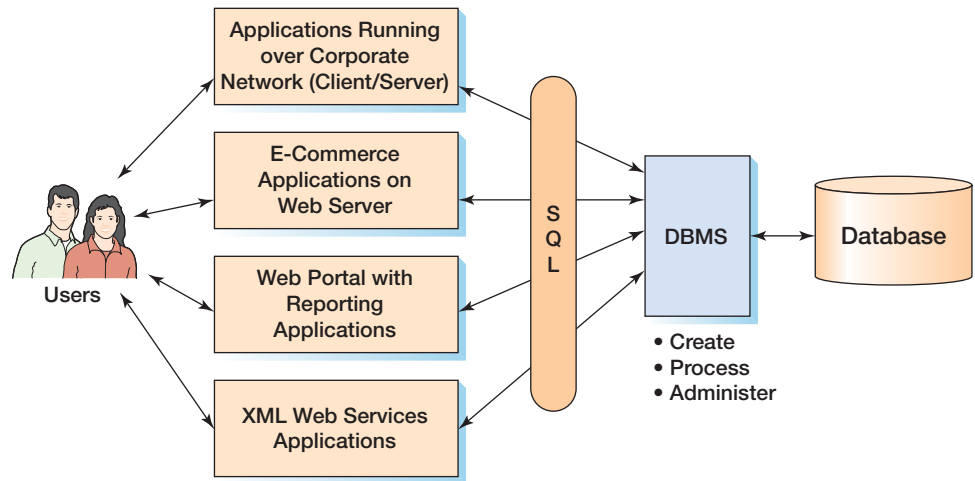 Applications Running
over Corporate
Network (Client/Server)
E-Commerce
Applications on
Web Server
Web Portal with
Reporting
Applications
XML Web Services
Applications
Users
S
Q
L
DBMS
• Create
• Process
• Administer
Database